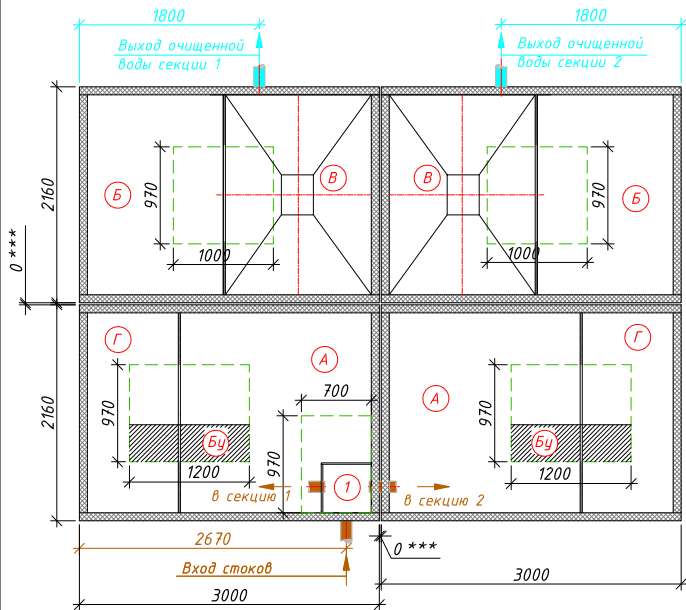 1800
1800
Выход очищенной
воды секции 1
Выход очищенной
воды секции 2
2160
Б
970
1000
В
В
970
1000
Б
0 ***
Г
А
Г
700
А
2160
970
Бу
970
970
Бу
1200
1
1200
в секцию 1
в секцию 2
2670
0 ***
Вход стоков
3000
3000